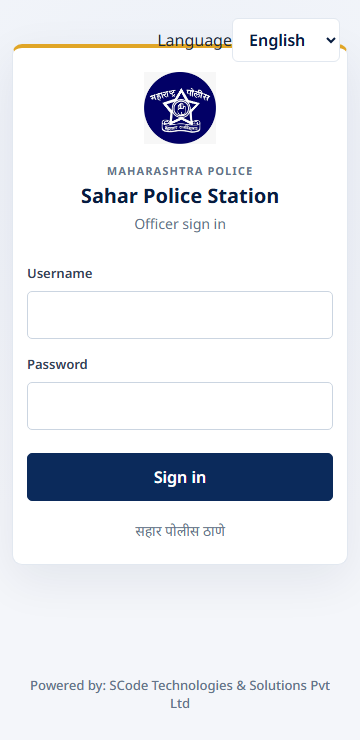 Language English
महाराष्ट्र पोलीस
MAHARASHTRA POLICE
Sahar Police Station
Officer sign in
Username
Password
Sign in
सहार पोलीस ठाणे
Powered by: SCode Technologies & Solutions Pvt
Ltd